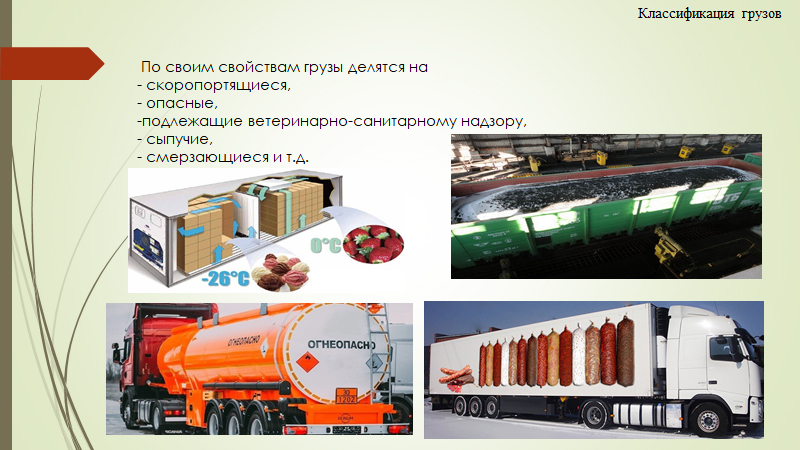 Классификация грузов
По своим свойствам грузы делятся на
- скоропортящиеся,
- опасные,
-подлежащие ветеринарно-санитарному надзору,
- сыпучие,
- смерзающиеся и т.д.
0°C
-26°C
ОГНЕОПАСНО
ОГНЕОПАСНО
1202